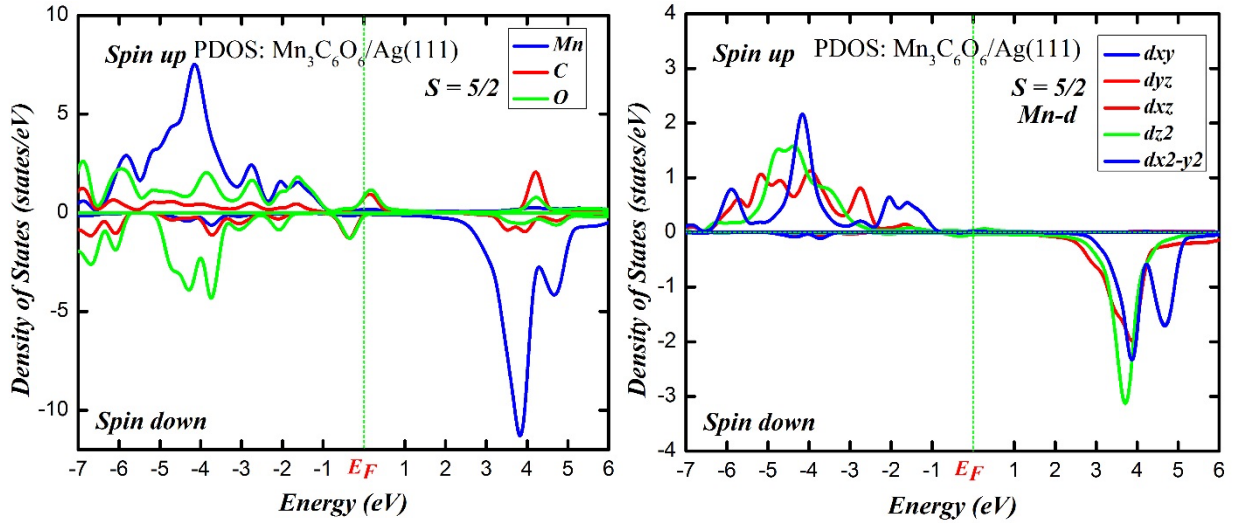 Spin up
PDOS: Mn3C6O6/Ag(111)
S = 5/2
Mn
C
O
10
5
0
-5
-10
Density of States (states/eV)
Spin down
-7 -6 -5 -4 -3 -2 -1 EF 1 2 3 4 5 6
Energy (eV)
Spin up
PDOS: Mn3C6O6/Ag(111)
S = 5/2
Mn-d
dxy
dyz
dxz
dz2
dx2-y2
4
3
2
1
0
-1
-2
-3
-4
Density of States (states/eV)
Spin down
-7 -6 -5 -4 -3 -2 -1 EF 1 2 3 4 5 6
Energy (eV)